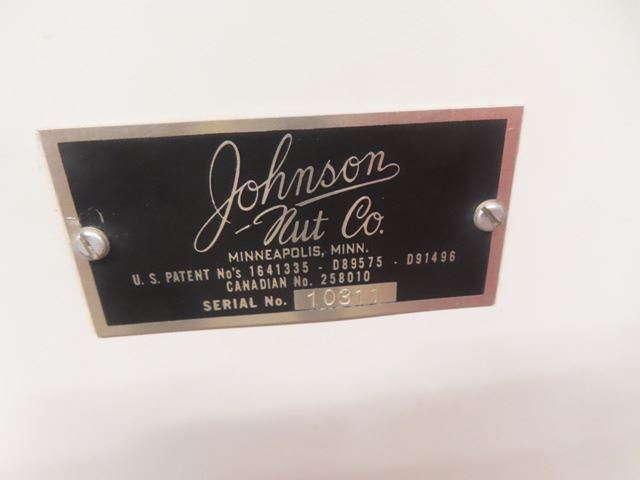 Johnson
Nut Co.
MINNEAPOLIS, MINN.
U. S. PATENT No's 1641335 - D89575 - D91496
CANADIAN No. 258010
SERIAL No. 10311